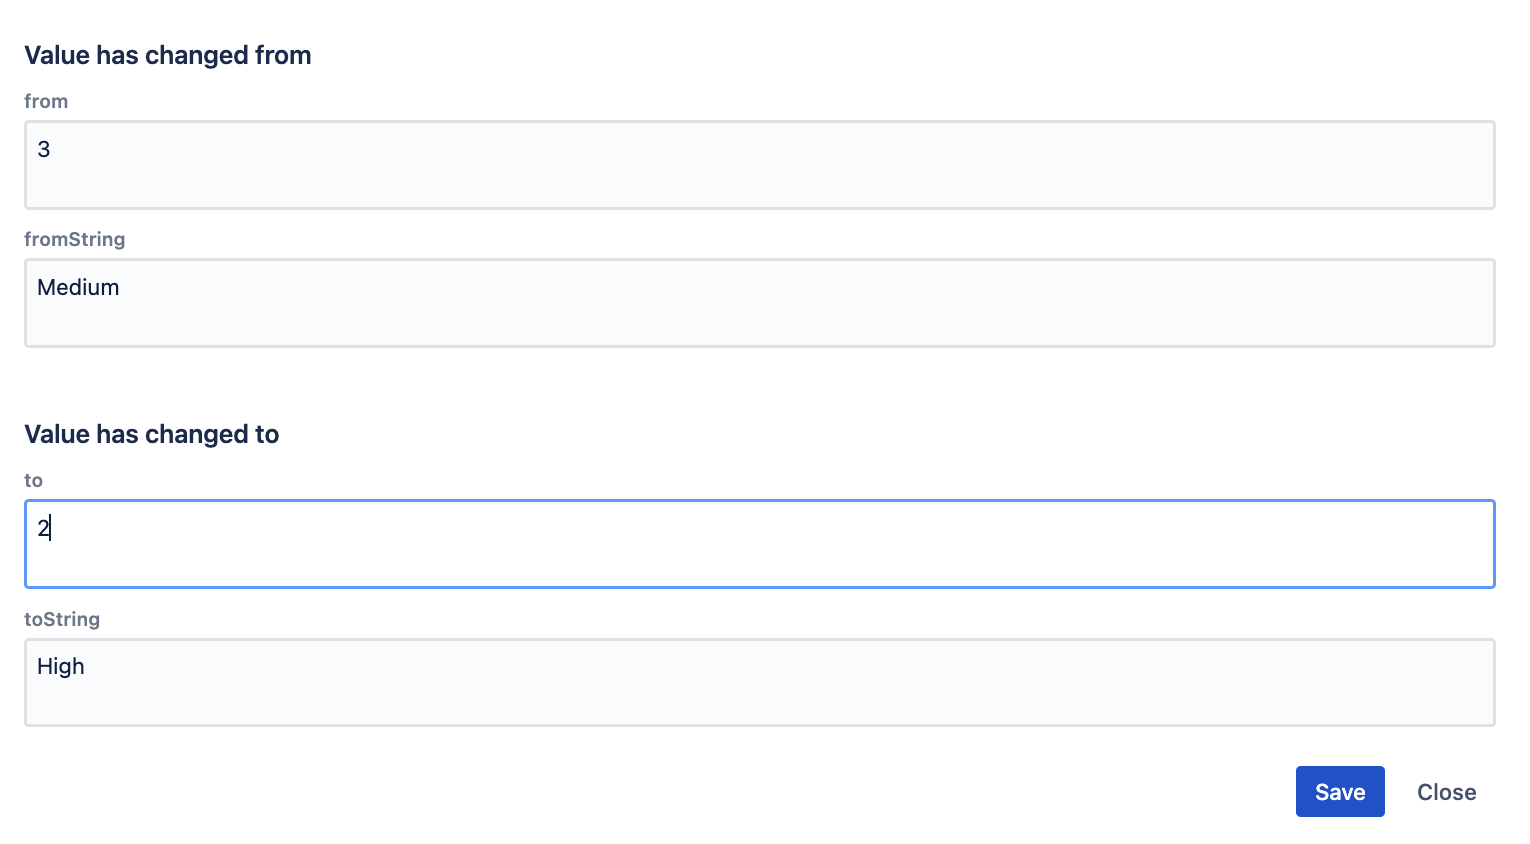 Value has changed from
from
3
fromString
Medium
Value has changed to
to
2
toString
High
Save Close